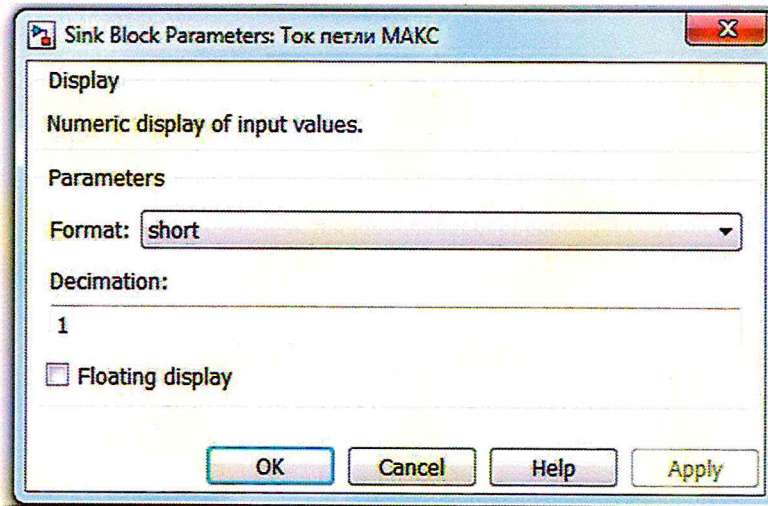 Sink Block Parameters: Ток петли МАКС
Display
Numeric display of input values.
Parameters
Format: short
Decimation:
1
Floating display
OK Cancel Help Apply